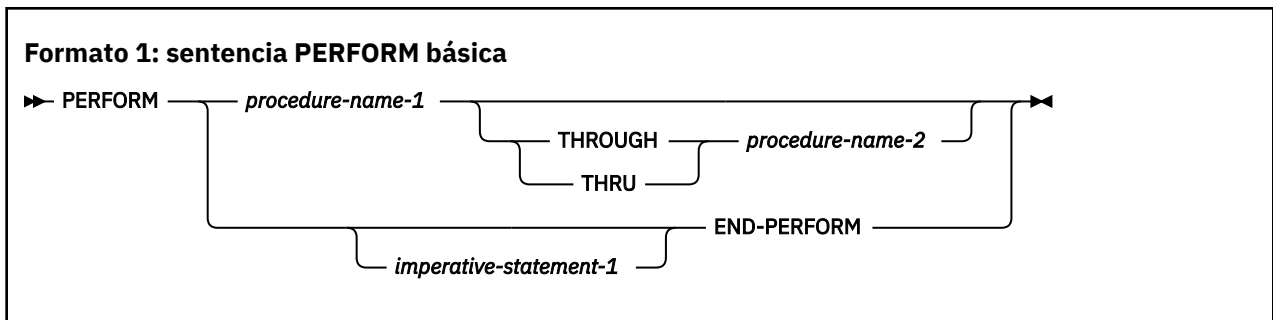 Formato 1: sentencia PERFORM básica
PERFORM procedure-name-1
THROUGH procedure-name-2
THRU
END-PERFORM
imperative-statement-1